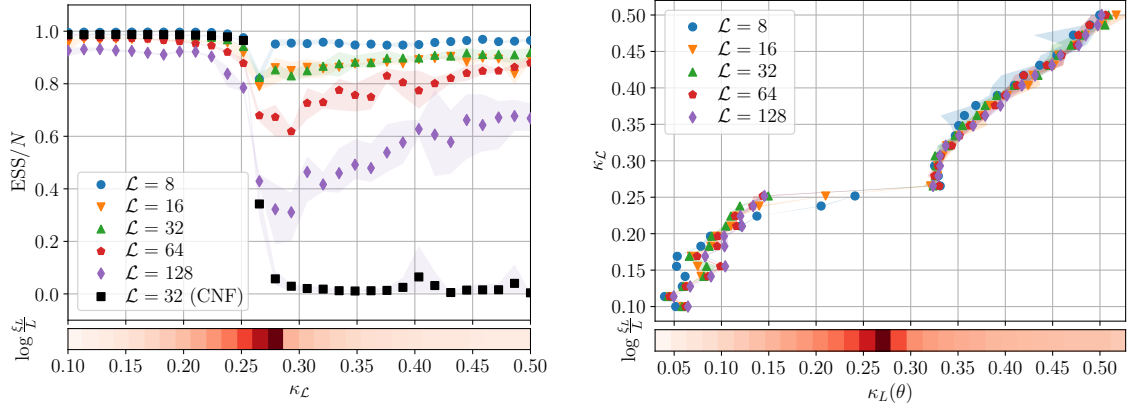 1.0
0.8
0.6
0.4
0.2
0.0
ESS/N
ℒ = 8
ℒ = 16
ℒ = 32
ℒ = 64
ℒ = 128
ℒ = 32 (CNF)
log ξ_L/L
0.10 0.15 0.20 0.25 0.30 0.35 0.40 0.45 0.50
κ_ℒ
0.50
0.45
0.40
0.35
0.30
0.25
0.20
0.15
0.10
κ_ℒ
ℒ = 8
ℒ = 16
ℒ = 32
ℒ = 64
ℒ = 128
log ξ_L/L
0.05 0.10 0.15 0.20 0.25 0.30 0.35 0.40 0.45 0.50
κ_L(θ)